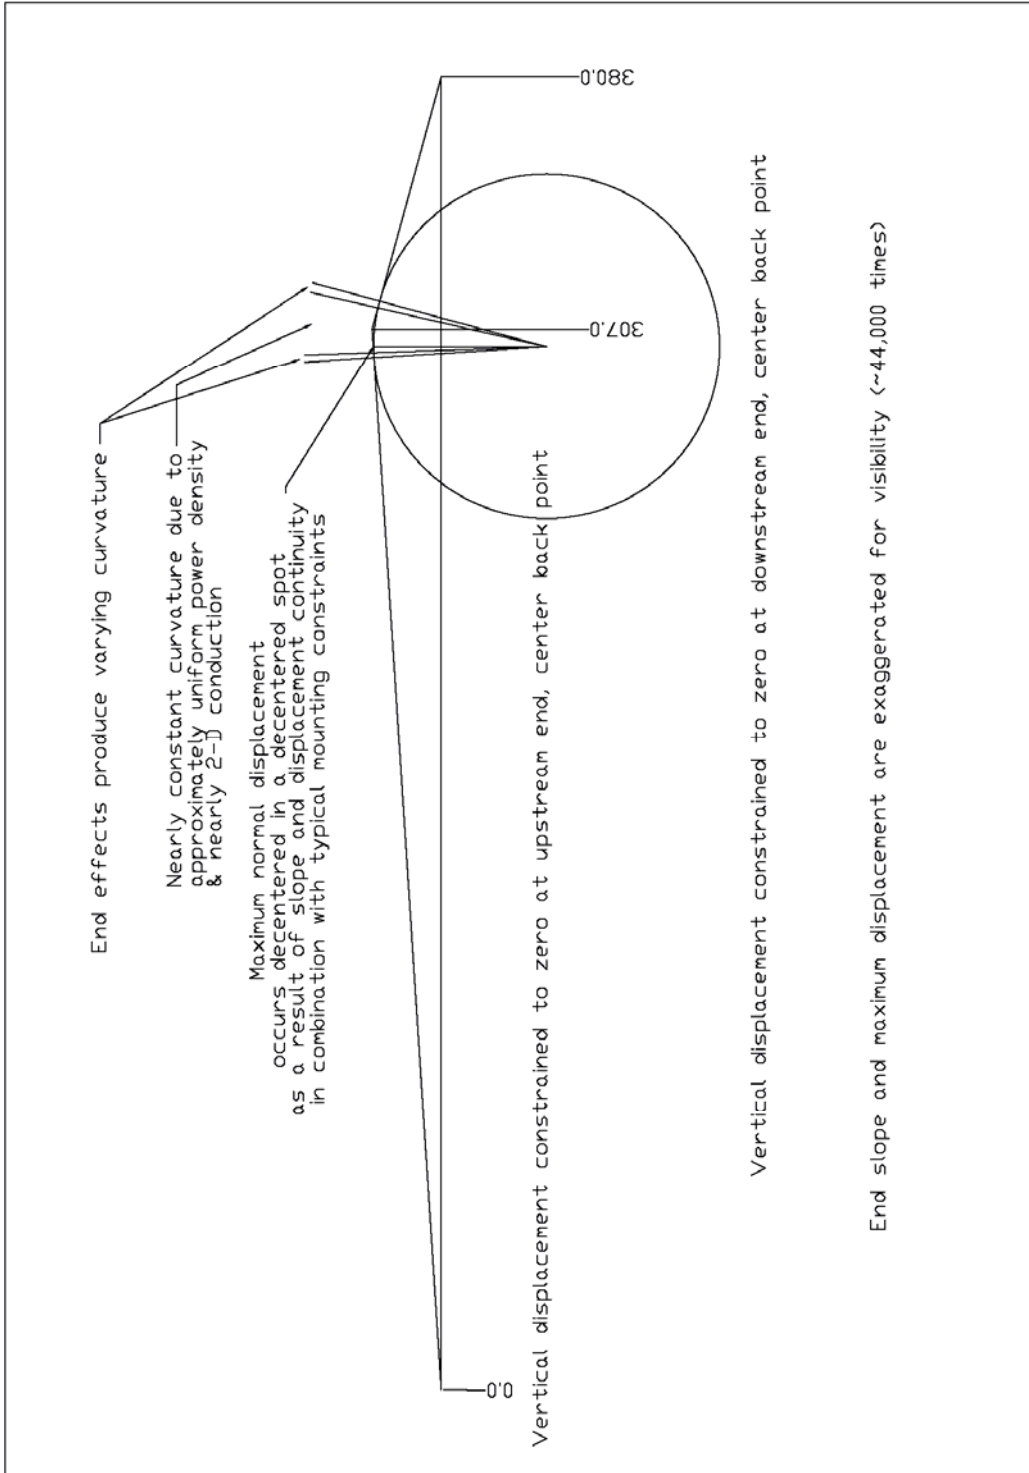 End effects produce varying curvature
Nearly constant curvature due to
approximately uniform power density
& nearly 2-D conduction
Maximum normal displacement
occurs decentered in a decentered spot
as a result of slope and displacement continuity
in combination with typical mounting constraints
0.0
307.0
380.0
Vertical displacement constrained to zero at upstream end, center back point
Vertical displacement constrained to zero at downstream end, center back point
End slope and maximum displacement are exaggerated for visibility (~44,000 times)